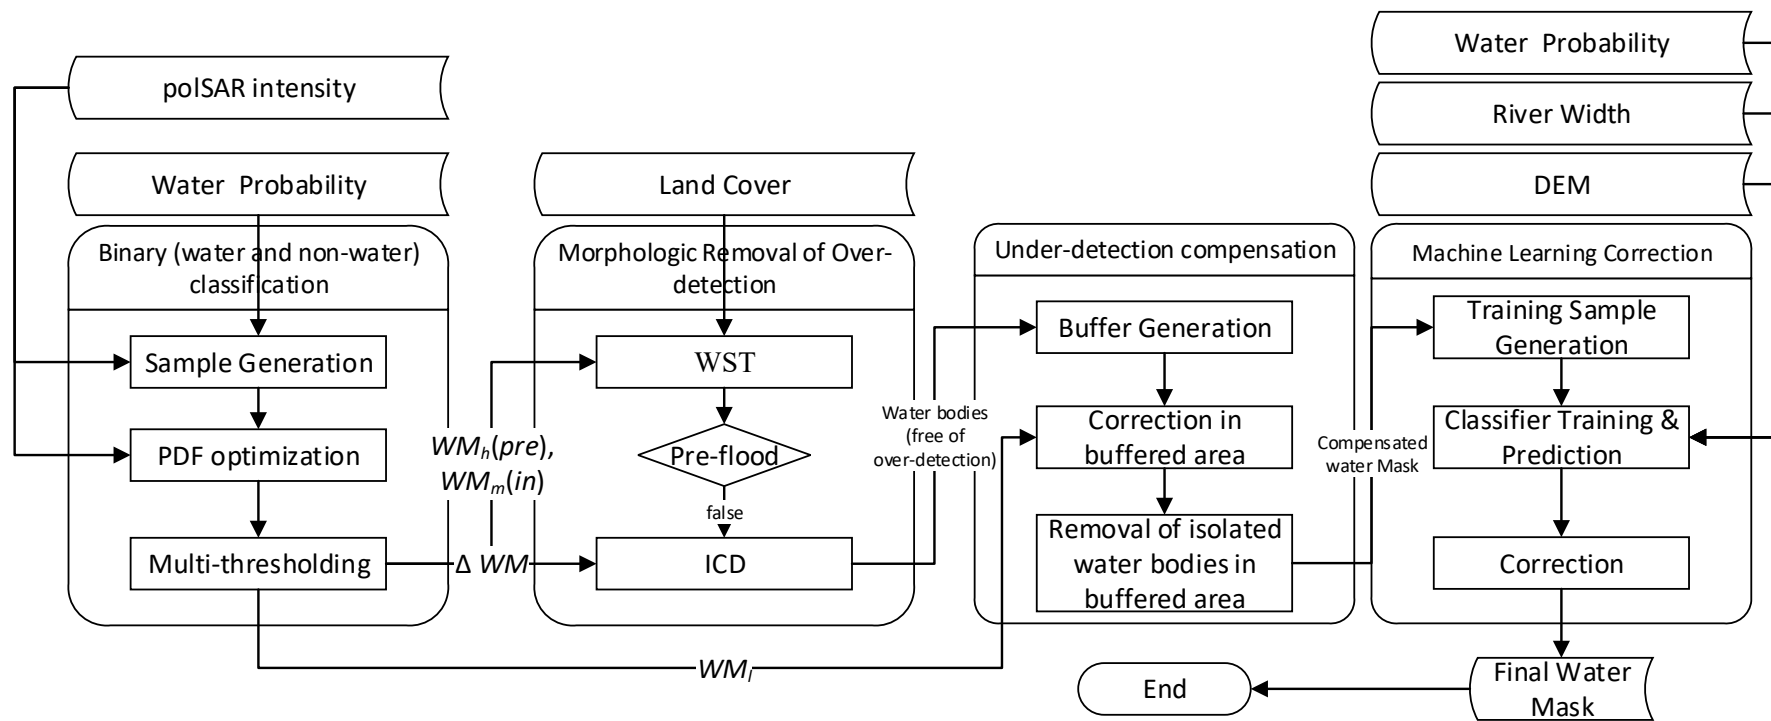 polSAR intensity
Water Probability
Binary (water and non-water)
classification
Sample Generation
PDF optimization
Multi-thresholding
WMₕ(pre),
WMₘ(in)
Δ WM
WMₗ
Land Cover
Morphologic Removal of Over-
detection
WST
Pre-flood
false
ICD
Water bodies
(free of
over-detection)
Under-detection compensation
Buffer Generation
Correction in
buffered area
Removal of isolated
water bodies in
buffered area
Compensated
water Mask
Water Probability
River Width
DEM
Machine Learning Correction
Training Sample
Generation
Classifier Training &
Prediction
Correction
Final Water
Mask
End